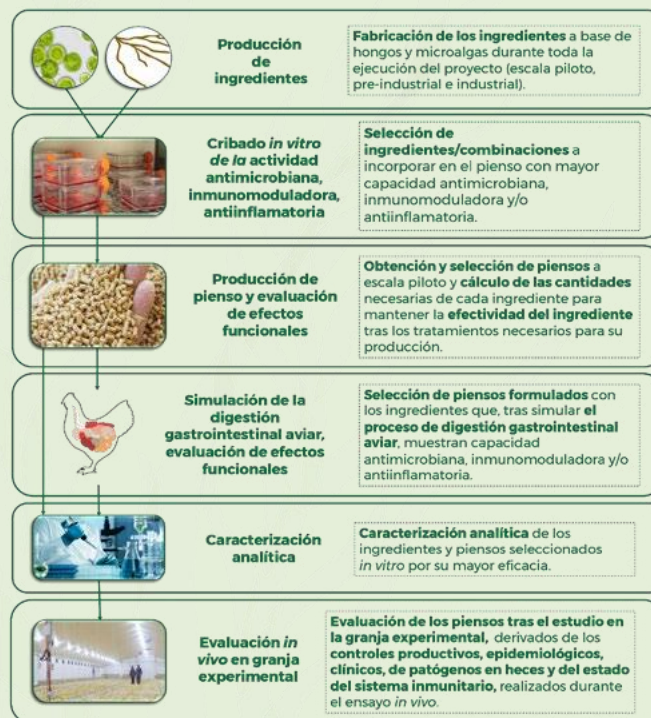 Producción
de
ingredientes
Fabricación de los ingredientes a base de
hongos y microalgas durante toda la
ejecución del proyecto (escala piloto,
pre-industrial e industrial).
Cribado in vitro
de la actividad
antimicrobiana,
inmunomoduladora,
antiinflamatoria
Selección de
ingredientes/combinaciones a
incorporar en el pienso con mayor
capacidad antimicrobiana,
inmunomoduladora y/o
antiinflamatoria.
Producción de
pienso y evaluación
de efectos
funcionales
Obtención y selección de piensos a
escala piloto y cálculo de las cantidades
necesarias de cada ingrediente para
mantener la efectividad del ingrediente
tras los tratamientos necesarios para su
producción.
Simulación de la
digestión
gastrointestinal aviar,
evaluación de efectos
funcionales
Selección de piensos formulados con
los ingredientes que, tras simular el
proceso de digestión gastrointestinal
aviar, muestran capacidad
antimicrobiana, inmunomoduladora y/o
antiinflamatoria.
Caracterización
analítica
Caracterización analítica de los
ingredientes y piensos seleccionados
in vitro por su mayor eficacia.
Evaluación in
vivo en granja
experimental
Evaluación de los piensos tras el estudio en
la granja experimental, derivados de los
controles productivos, epidemiológicos,
clínicos, de patógenos en heces y del estado
del sistema inmunitario, realizados durante
el ensayo in vivo.